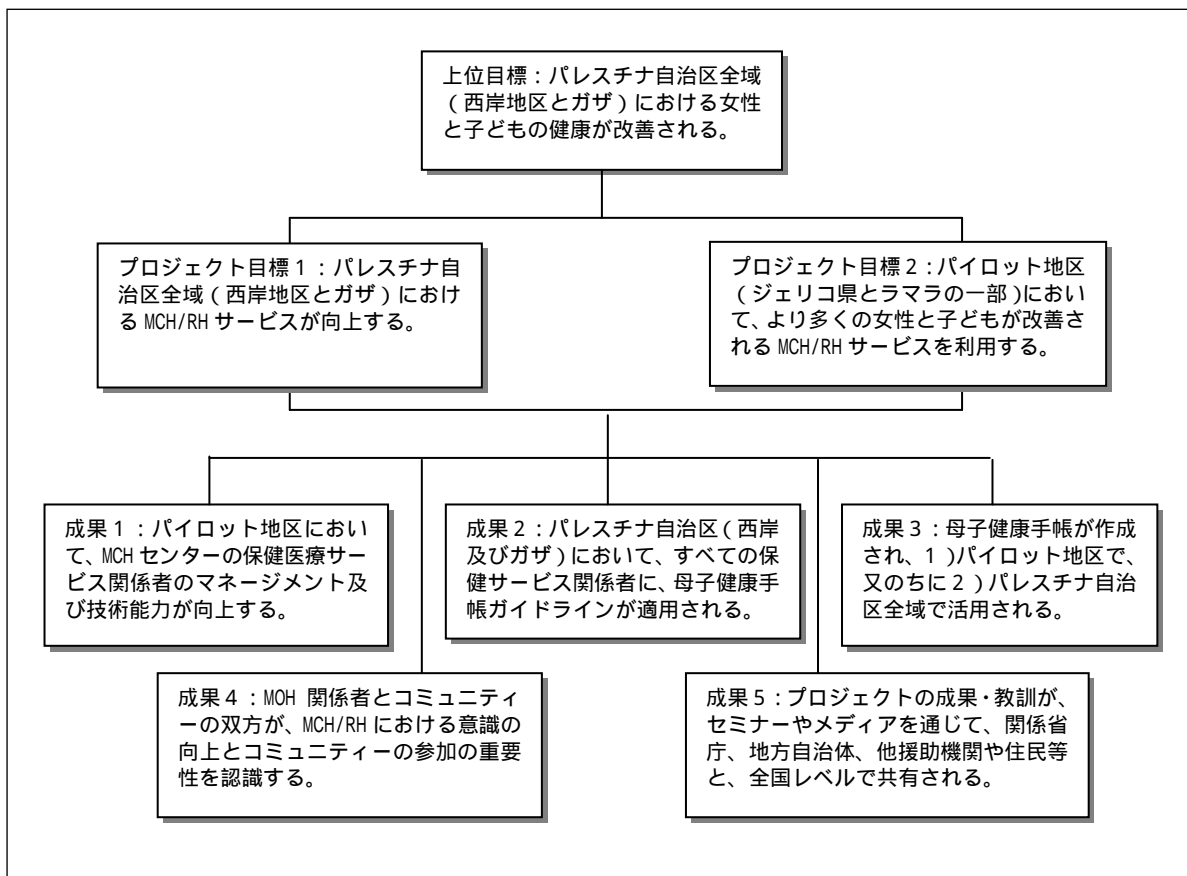 上位目標：パレスチナ自治区全域
（西岸地区とガザ）における女性
と子どもの健康が改善される。
プロジェクト目標１：パレスチナ自
治区全域（西岸地区とガザ）におけ
る MCH/RH サービスが向上する。
プロジェクト目標２：パイロット地区
（ジェリコ県とラマラの一部）におい
て、より多くの女性と子どもが改善さ
れる MCH/RH サービスを利用する。
成果１：パイロット地区におい
て、MCH センターの保健医療サー
ビス関係者のマネージメント及
び技術能力が向上する。
成果２：パレスチナ自治区（西岸
及びガザ）において、すべての保
健サービス関係者に、母子健康手
帳ガイドラインが適用される。
成果３：母子健康手帳が作成さ
れ、１）パイロット地区で、
又のちに２）パレスチナ自治
区全域で活用される。
成果４：MOH 関係者とコミュニティ
ーの双方が、MCH/RH における意識の
向上とコミュニティーの参加の重要
性を認識する。
成果５：プロジェクトの成果・教訓が、
セミナーやメディアを通じて、関係省
庁、地方自治体、他援助機関や住民等
と、全国レベルで共有される。